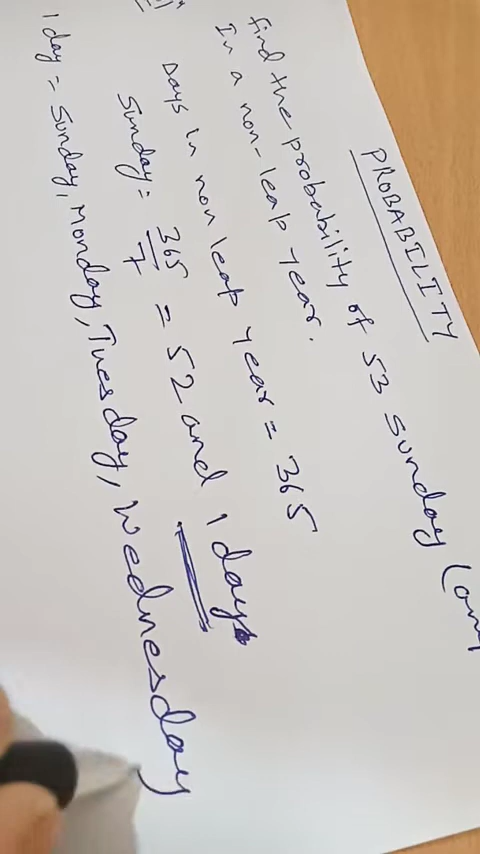 PROBABILITY
Find the probability of 53 Sunday (any
In a non-leap year.
Days in non leap year = 365
Sunday = 365/7 = 52 and 1 day
1 day = Sunday, Monday, Tuesday, Wednesday